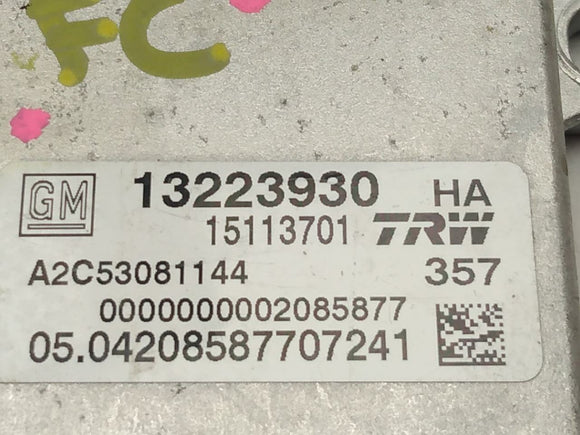 FC
GM 13223930 HA
15113701 TRW
A2C53081144 357
0000000002085877
05.04208587707241